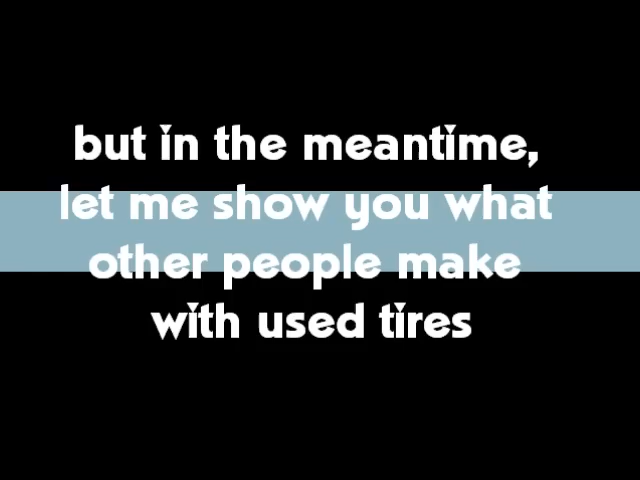 but in the meantime,
let me show you what
other people make
with used tires